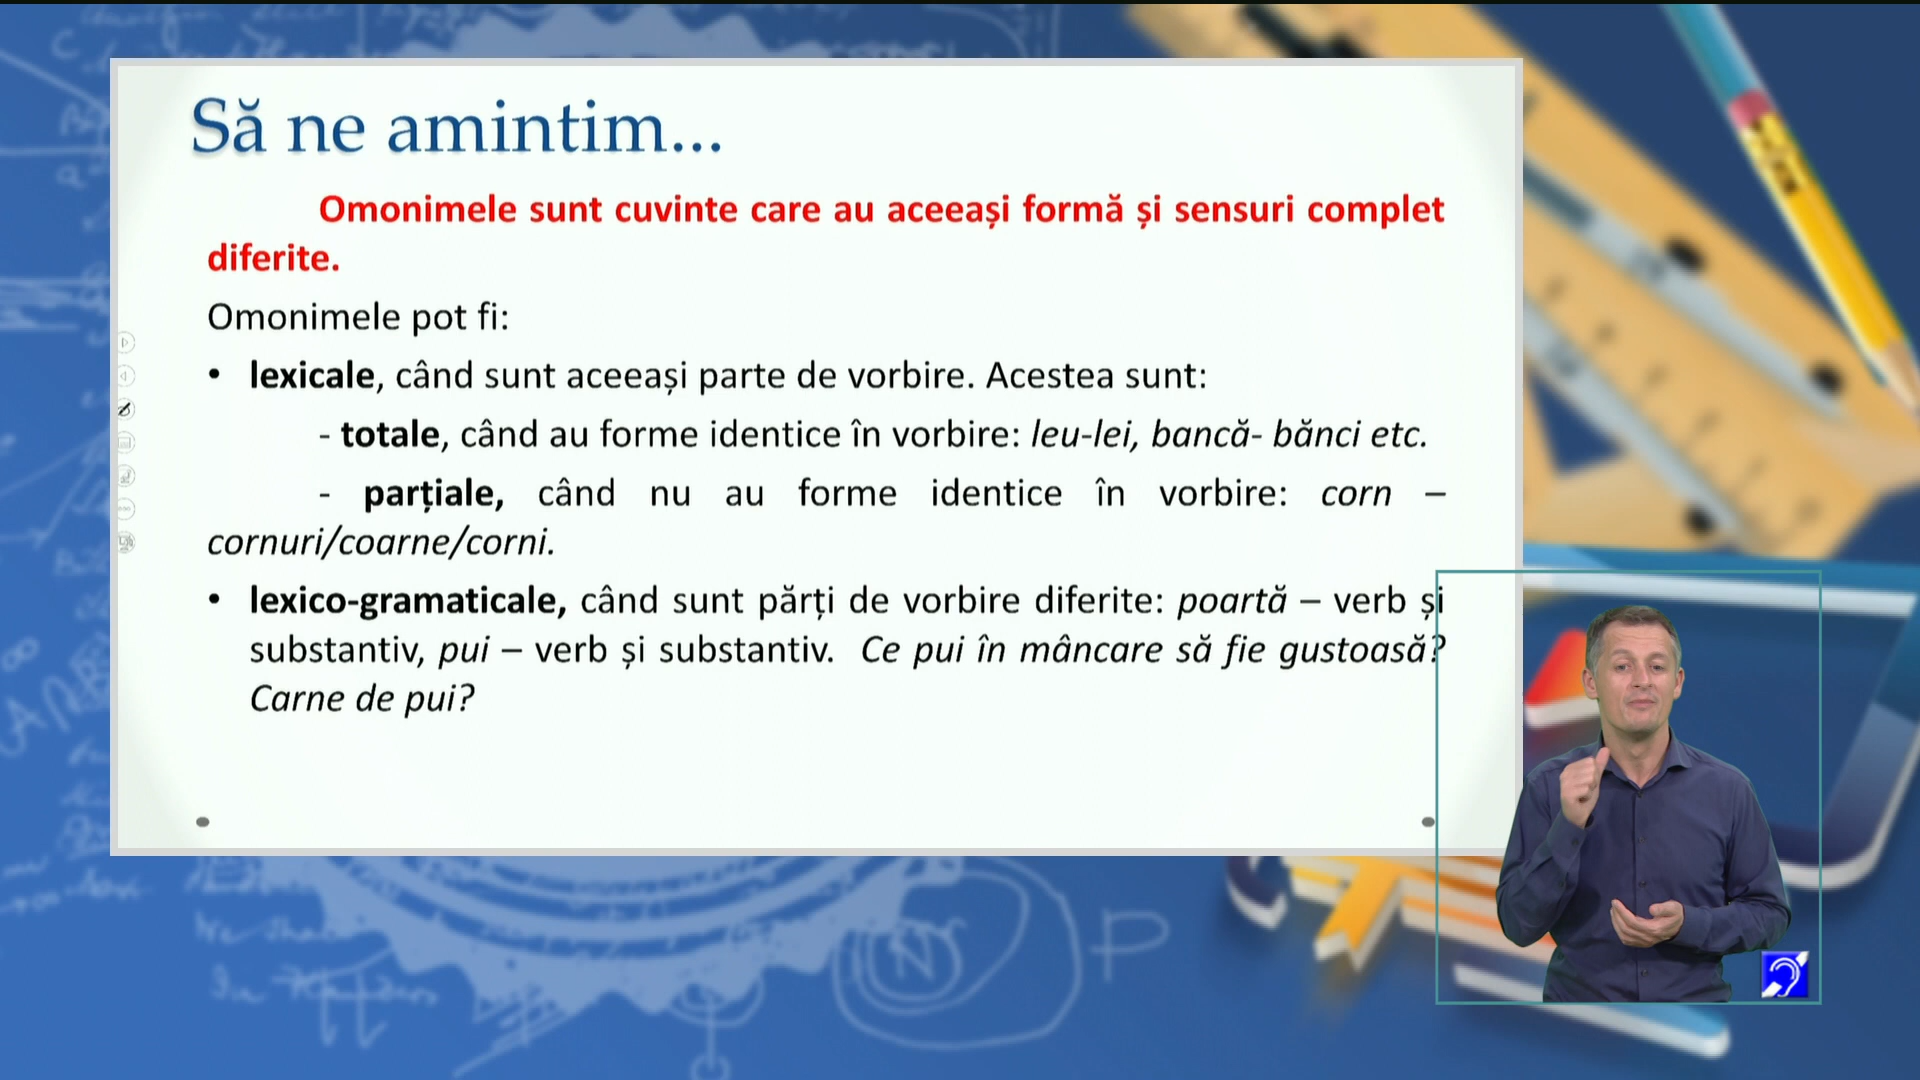 Să ne amintim...
Omonimele sunt cuvinte care au aceeași formă și sensuri complet
diferite.
Omonimele pot fi:
• lexicale, când sunt aceeași parte de vorbire. Acestea sunt:
- totale, când au forme identice în vorbire: leu-lei, bancă- bănci etc.
- parțiale, când nu au forme identice în vorbire: corn –
cornuri/coarne/corni.
• lexico-gramaticale, când sunt părți de vorbire diferite: poartă – verb și
substantiv, pui – verb și substantiv. Ce pui în mâncare să fie gustoasă?
Carne de pui?
N
P